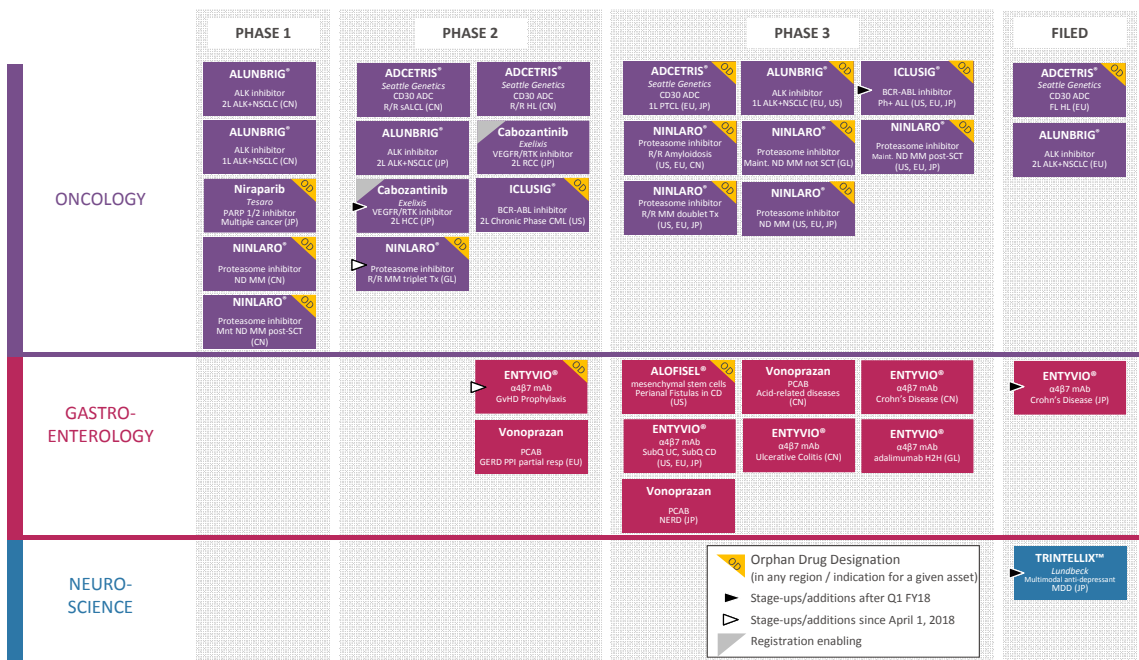 PHASE 1
PHASE 2
PHASE 3
FILED
ONCOLOGY
ALUNBRIG®
ALK inhibitor
2L ALK+NSCLC (CN)
ALUNBRIG®
ALK inhibitor
1L ALK+NSCLC (CN)
OD
Niraparib
Tesaro
PARP 1/2 inhibitor
Multiple cancer (JP)
OD
NINLARO®
Proteasome inhibitor
ND MM (CN)
OD
NINLARO®
Proteasome inhibitor
Mnt ND MM post-SCT
(CN)
ADCETRIS®
Seattle Genetics
CD30 ADC
R/R sALCL (CN)
ADCETRIS®
Seattle Genetics
CD30 ADC
R/R HL (CN)
ALUNBRIG®
ALK inhibitor
2L ALK+NSCLC (JP)
Cabozantinib
Exelixis
VEGFR/RTK inhibitor
2L RCC (JP)
Cabozantinib
Exelixis
VEGFR/RTK inhibitor
2L HCC (JP)
OD
ICLUSIG®
BCR-ABL inhibitor
2L Chronic Phase CML (US)
OD
NINLARO®
Proteasome inhibitor
R/R MM triplet Tx (GL)
OD
ADCETRIS®
Seattle Genetics
CD30 ADC
1L PTCL (EU, JP)
OD
ALUNBRIG®
ALK inhibitor
1L ALK+NSCLC (EU, US)
OD
ICLUSIG®
BCR-ABL inhibitor
Ph+ ALL (US, EU, JP)
OD
NINLARO®
Proteasome inhibitor
R/R Amyloidosis
(US, EU, CN)
OD
NINLARO®
Proteasome inhibitor
Maint. ND MM not SCT (GL)
OD
NINLARO®
Proteasome inhibitor
Maint. ND MM post-SCT
(US, EU, JP)
OD
NINLARO®
Proteasome inhibitor
R/R MM doublet Tx
(US, EU, JP)
OD
NINLARO®
Proteasome inhibitor
ND MM (US, EU, JP)
OD
ADCETRIS®
Seattle Genetics
CD30 ADC
FL HL (EU)
ALUNBRIG®
ALK inhibitor
2L ALK+NSCLC (EU)
GASTRO-
ENTEROLOGY
OD
ENTYVIO®
α4β7 mAb
GvHD Prophylaxis
Vonoprazan
PCAB
GERD PPI partial resp (EU)
OD
ALOFISEL®
mesenchymal stem cells
Perianal Fistulas in CD
(US)
Vonoprazan
PCAB
Acid-related diseases
(CN)
ENTYVIO®
α4β7 mAb
Crohn's Disease (CN)
ENTYVIO®
α4β7 mAb
SubQ UC, SubQ CD
(US, EU, JP)
ENTYVIO®
α4β7 mAb
Ulcerative Colitis (CN)
ENTYVIO®
α4β7 mAb
adalimumab H2H (GL)
Vonoprazan
PCAB
NERD (JP)
ENTYVIO®
α4β7 mAb
Crohn's Disease (JP)
NEURO-
SCIENCE
TRINTELLIX™
Lundbeck
Multimodal anti-depressant
MDD (JP)
OD
Orphan Drug Designation
(in any region / indication for a given asset)
Stage-ups/additions after Q1 FY18
Stage-ups/additions since April 1, 2018
Registration enabling